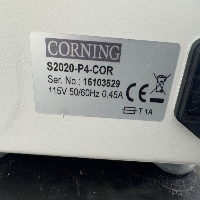 CORNING
S2020-P4-COR
Ser. No : 16103529
115V 50/60Hz 0.45A
CE
T 1A